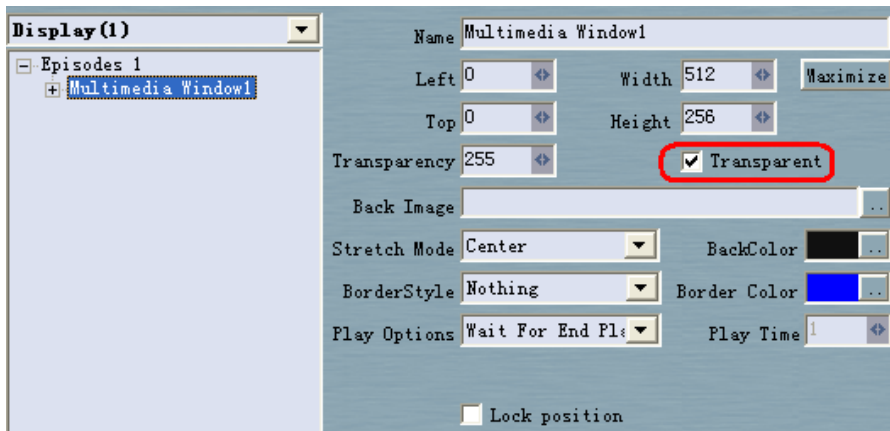 Display(1)
Episodes 1
Multimedia Window1
Name Multimedia Window1
Left 0 Width 512 Maximize
Top 0 Height 256
Transparency 255 Transparent
Back Image ..
Stretch Mode Center BackColor ..
BorderStyle Nothing Border Color ..
Play Options Wait For End Pla Play Time 1
Lock position